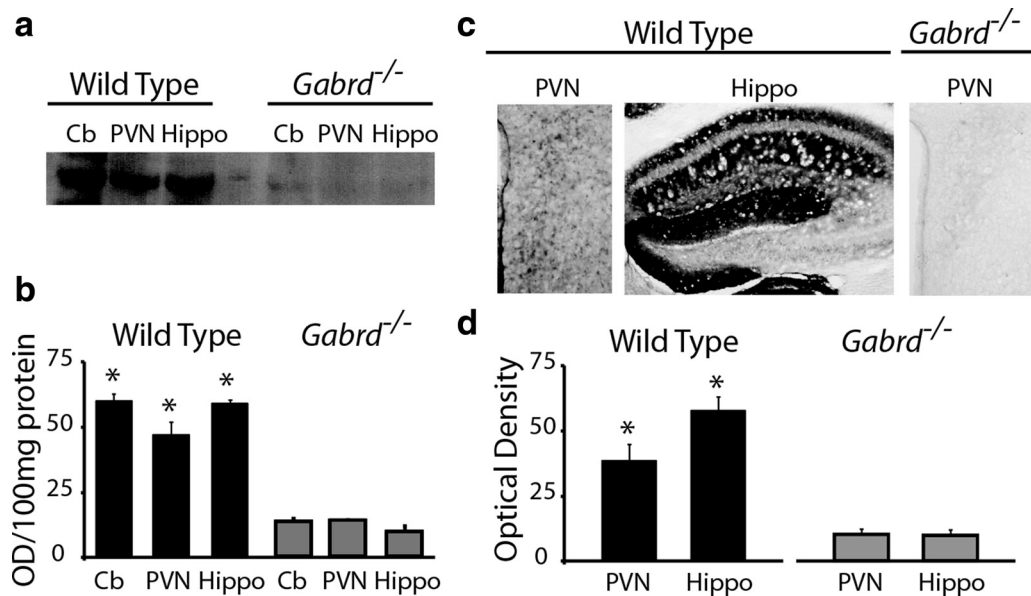 a
Wild Type Gabrd-/-
Cb PVN Hippo Cb PVN Hippo
b
Wild Type Gabrd-/-
OD/100mg protein
75
50
25
0
* * *
Cb PVN Hippo Cb PVN Hippo
c
Wild Type Gabrd-/-
PVN Hippo PVN
d
Wild Type Gabrd-/-
Optical Density
75
50
25
0
* *
PVN Hippo PVN Hippo